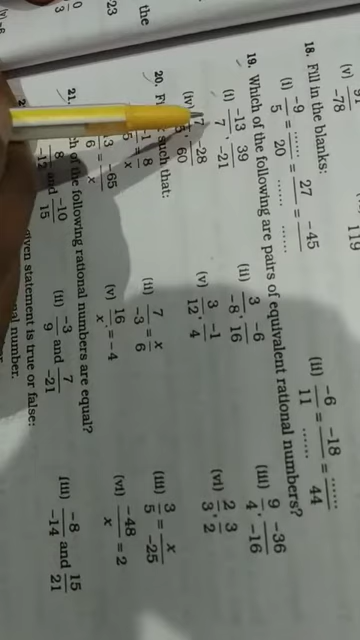 the
23
(v) -78
119
18. Fill in the blanks:
(i) -9/5 = ....../20 = 27/...... = -45/......
(ii) -6/11 = -18/...... = ....../44
19. Which of the following are pairs of equivalent rational numbers?
(i) -13/7, 39/-21
(ii) 3/-8, -6/16
(iii) 9/4, -36/-16
(iv) -28/60
(v) 3/12, -1/4
(vi) 2/3, 3/2
20. such that:
8/x
(ii) 7/-3 = x/6
(iii) 3/5 = x/-25
= -65/x
(v) 16/x = -4
(vi) -48/x = 2
21. of the following rational numbers are equal?
8/-12 and -10/15
(ii) -3/9 and 7/-21
(iii) -8/-14 and 15/21
given statement is true or false:
number.